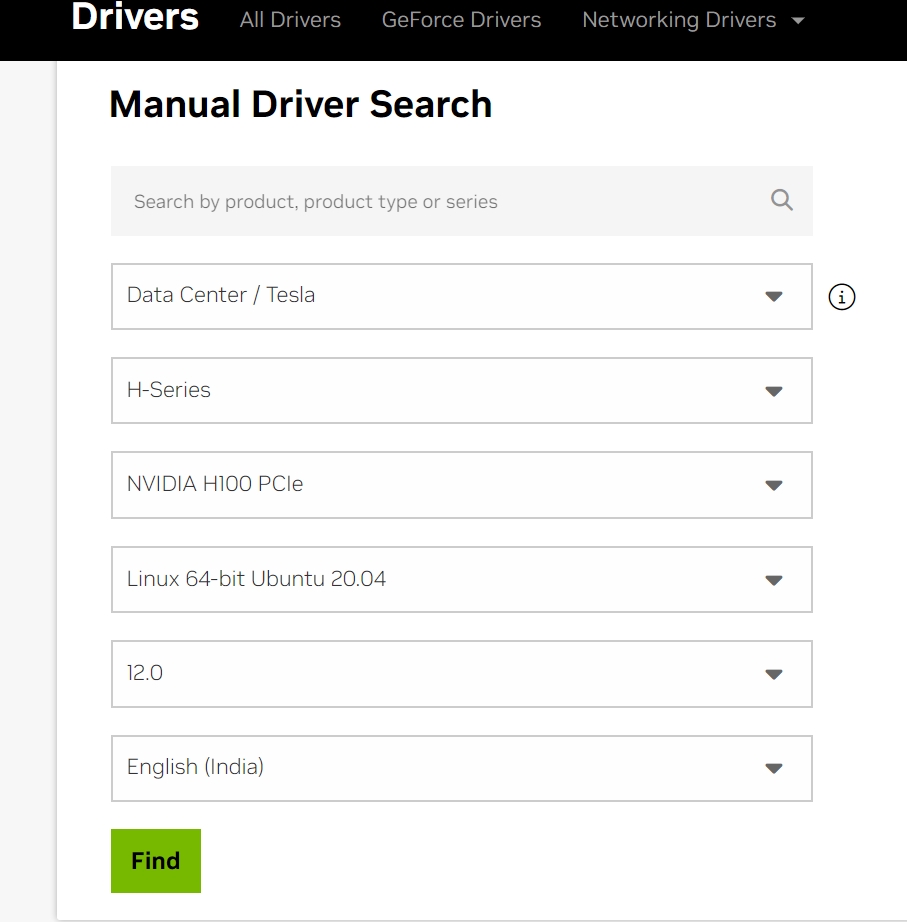 Drivers All Drivers GeForce Drivers Networking Drivers
Manual Driver Search
Search by product, product type or series
Data Center / Tesla
H-Series
NVIDIA H100 PCIe
Linux 64-bit Ubuntu 20.04
12.0
English (India)
Find